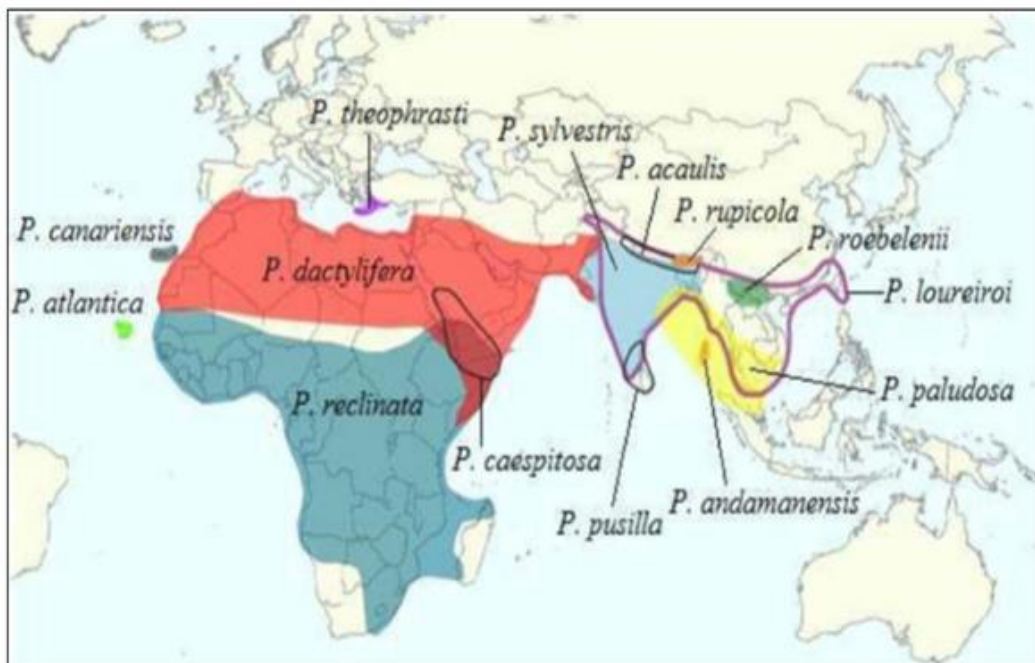 P. theophrasti
P. sylvestris
P. acaulis
P. rupicola
P. canariensis
P. roebelenii
P. dactylifera
P. atlantica
P. loureiroi
P. reclinata
P. paludosa
P. caespitosa
P. andamanensis
P. pusilla